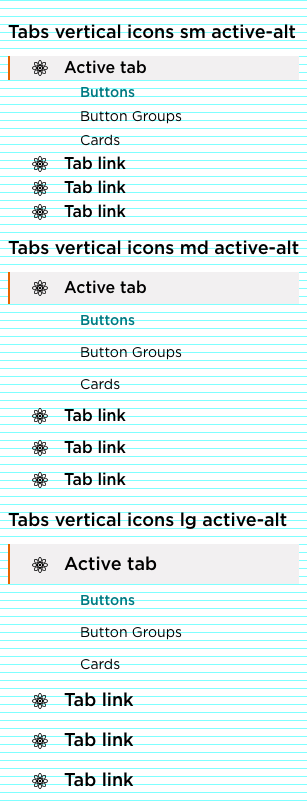 Tabs vertical icons sm active-alt
Active tab
Buttons
Button Groups
Cards
Tab link
Tab link
Tab link
Tabs vertical icons md active-alt
Active tab
Buttons
Button Groups
Cards
Tab link
Tab link
Tab link
Tabs vertical icons lg active-alt
Active tab
Buttons
Button Groups
Cards
Tab link
Tab link
Tab link